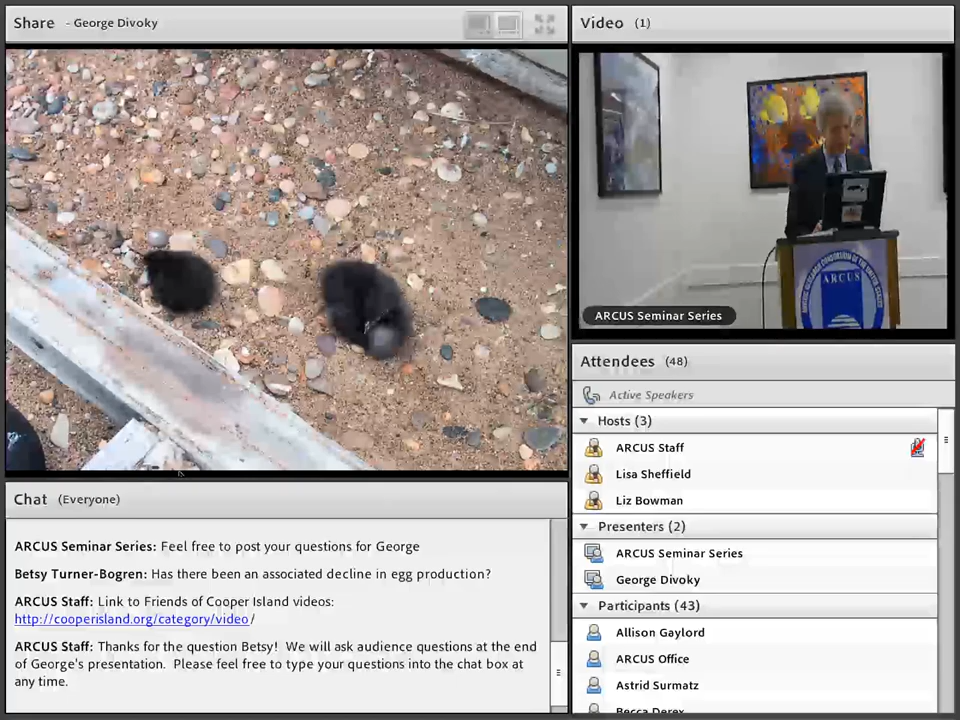 Share - George Divoky
Video (1)
ARCUS
ARCUS Seminar Series
Attendees (48)
Active Speakers
Hosts (3)
ARCUS Staff
Lisa Sheffield
Liz Bowman
Presenters (2)
ARCUS Seminar Series
George Divoky
Participants (43)
Allison Gaylord
ARCUS Office
Astrid Surmatz
Chat (Everyone)
ARCUS Seminar Series: Feel free to post your questions for George
Betsy Turner-Bogren: Has there been an associated decline in egg production?
ARCUS Staff: Link to Friends of Cooper Island videos:
http://cooperisland.org/category/video/
ARCUS Staff: Thanks for the question Betsy! We will ask audience questions at the end
of George's presentation. Please feel free to type your questions into the chat box at
any time.